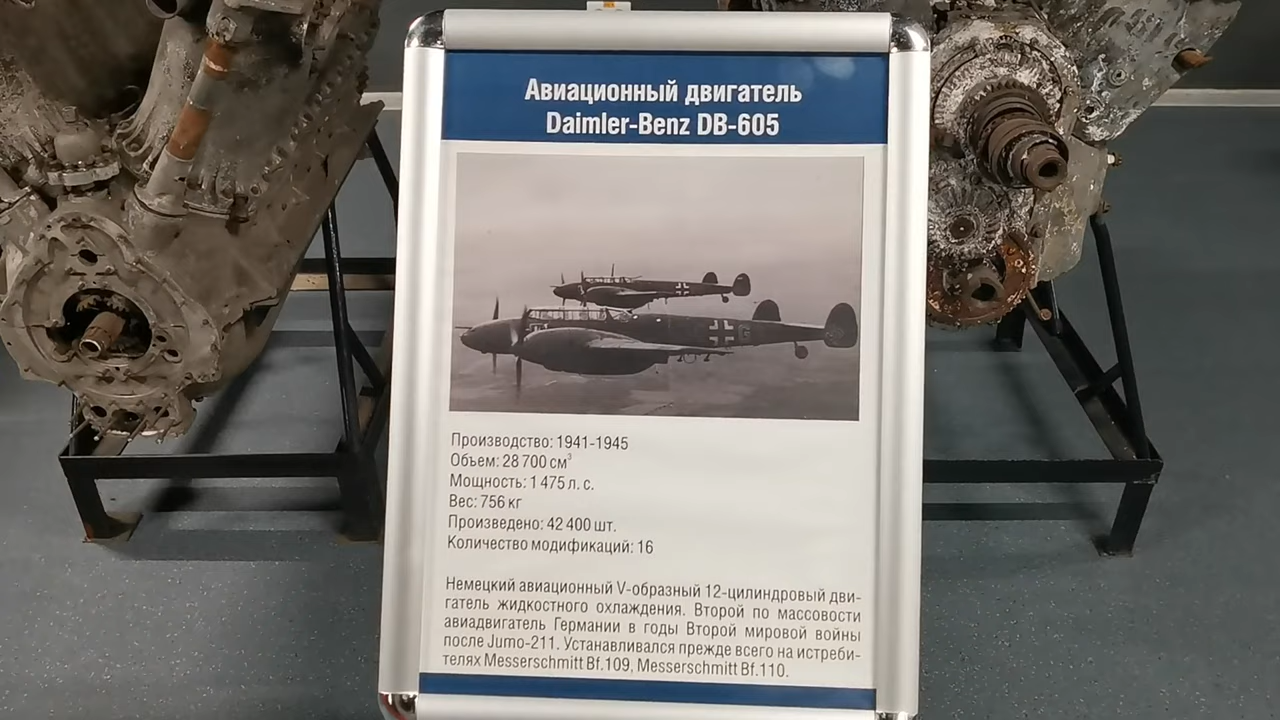 Авиационный двигатель
Daimler-Benz DB-605
Производство: 1941-1945
Объем: 28 700 см³
Мощность: 1 475 л. с.
Вес: 756 кг
Произведено: 42 400 шт.
Количество модификаций: 16
Немецкий авиационный V-образный 12-цилиндровый дви-
гатель жидкостного охлаждения. Второй по массовости
авиадвигатель Германии в годы Второй мировой войны
после Jumo-211. Устанавливался прежде всего на истреби-
телях Messerschmitt Bf.109, Messerschmitt Bf.110.